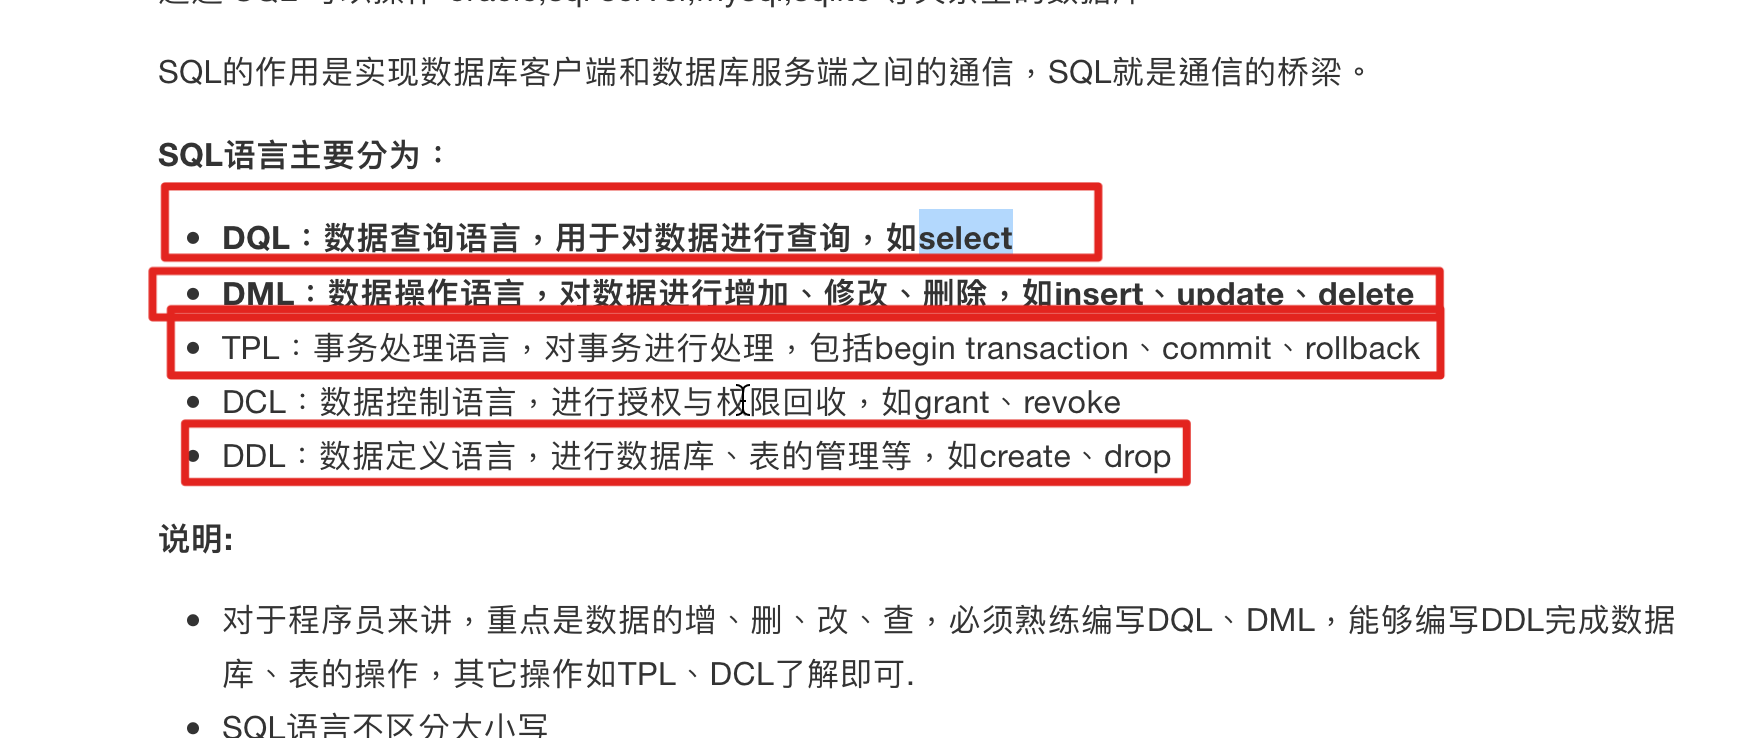 SQL的作用是实现数据库客户端和数据库服务端之间的通信，SQL就是通信的桥梁。
SQL语言主要分为：
DQL：数据查询语言，用于对数据进行查询，如select
DML：数据操作语言，对数据进行增加、修改、删除，如insert、update、delete
TPL：事务处理语言，对事务进行处理，包括begin transaction、commit、rollback
DCL：数据控制语言，进行授权与权限回收，如grant、revoke
DDL：数据定义语言，进行数据库、表的管理等，如create、drop
说明:
对于程序员来讲，重点是数据的增、删、改、查，必须熟练编写DQL、DML，能够编写DDL完成数据
库、表的操作，其它操作如TPL、DCL了解即可.
SQL语言不区分大小写